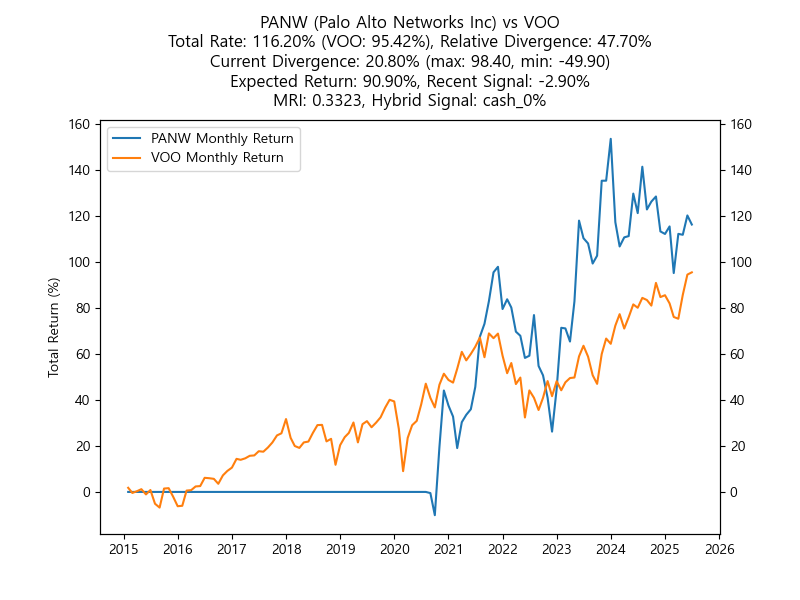 PANW (Palo Alto Networks Inc) vs VOO
Total Rate: 116.20% (VOO: 95.42%), Relative Divergence: 47.70%
Current Divergence: 20.80% (max: 98.40, min: -49.90)
Expected Return: 90.90%, Recent Signal: -2.90%
MRI: 0.3323, Hybrid Signal: cash_0%
PANW Monthly Return
VOO Monthly Return
Total Return (%)
160
140
120
100
80
60
40
20
0
160
140
120
100
80
60
40
20
0
2015 2016 2017 2018 2019 2020 2021 2022 2023 2024 2025 2026